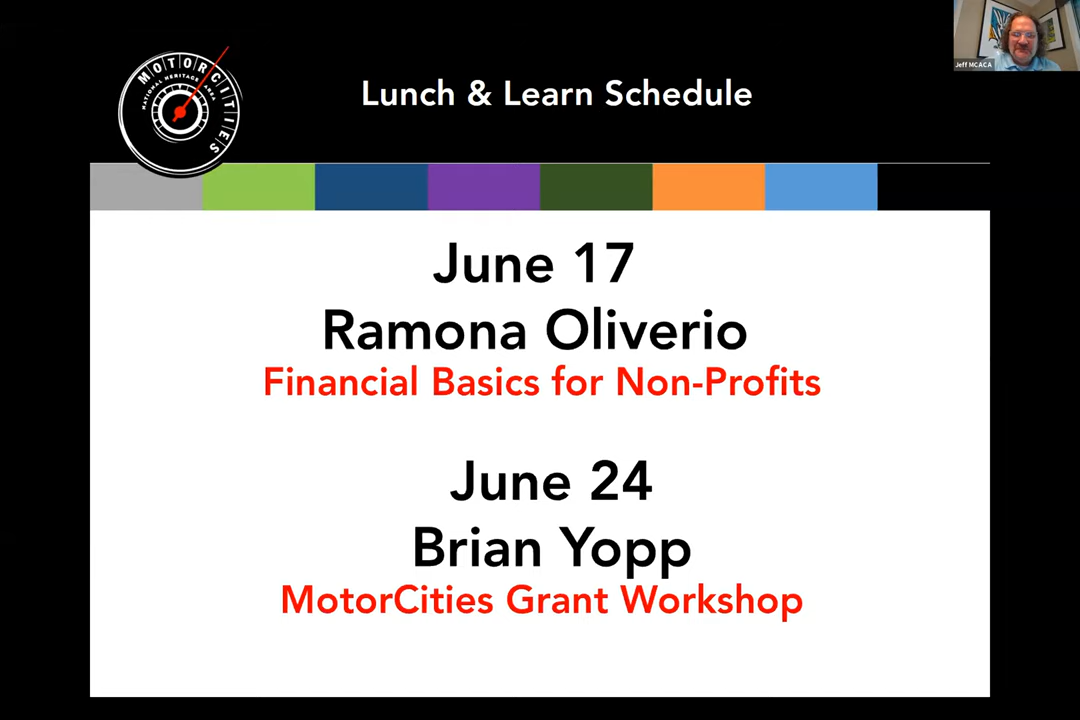 MOTORCITIES
NATIONAL HERITAGE AREA
Lunch & Learn Schedule
Jeff MCACA
June 17
Ramona Oliverio
Financial Basics for Non-Profits
June 24
Brian Yopp
MotorCities Grant Workshop